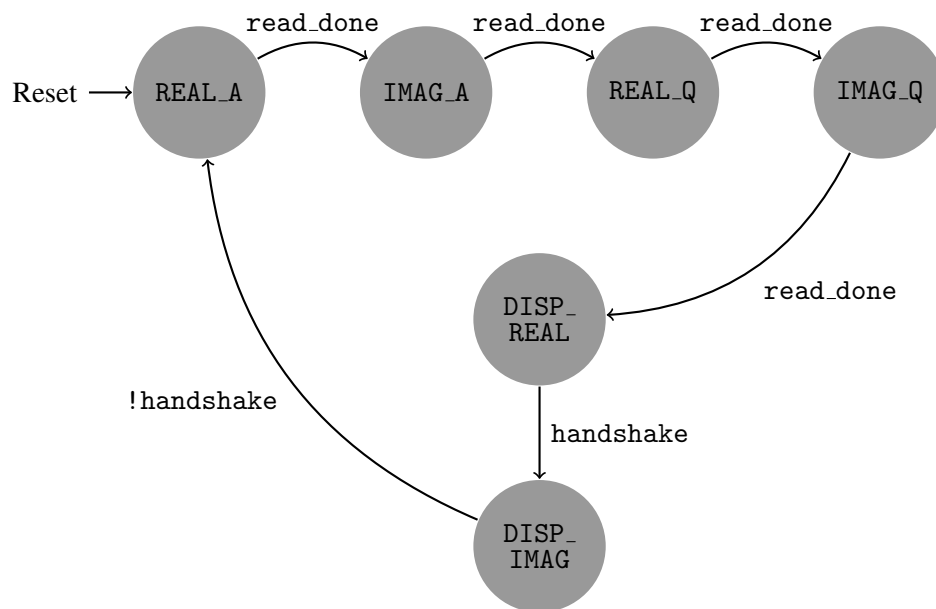 read_done
read_done
read_done
Reset
REAL_A
IMAG_A
REAL_Q
IMAG_Q
read_done
DISP_
REAL
!handshake
handshake
DISP_
IMAG